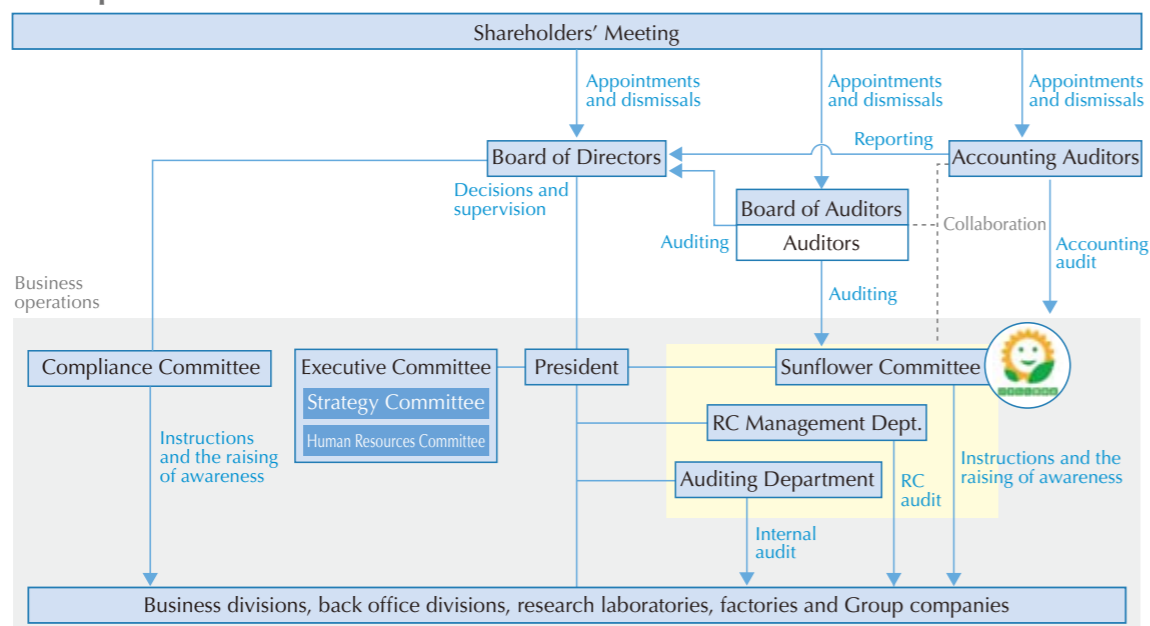 Shareholders' Meeting
Appointments
and dismissals
Appointments
and dismissals
Appointments
and dismissals
Reporting
Board of Directors
Accounting Auditors
Decisions and
supervision
Board of Auditors
Auditors
Collaboration
Auditing
Accounting
audit
Business
operations
Auditing
Compliance Committee
Executive Committee
President
Sunflower Committee
Strategy Committee
Human Resources Committee
RC Management Dept.
Instructions
and the raising
of awareness
Auditing Department
RC
audit
Instructions and the
raising of awareness
Internal
audit
Business divisions, back office divisions, research laboratories, factories and Group companies